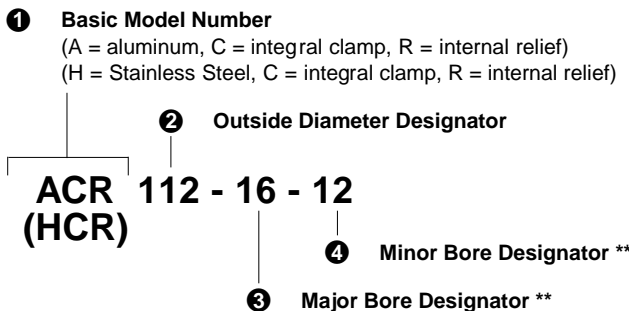 ❶ Basic Model Number
(A = aluminum, C = integral clamp, R = internal relief)
(H = Stainless Steel, C = integral clamp, R = internal relief)
❷ Outside Diameter Designator
ACR 112 - 16 - 12
(HCR)
❹ Minor Bore Designator **
❸ Major Bore Designator **